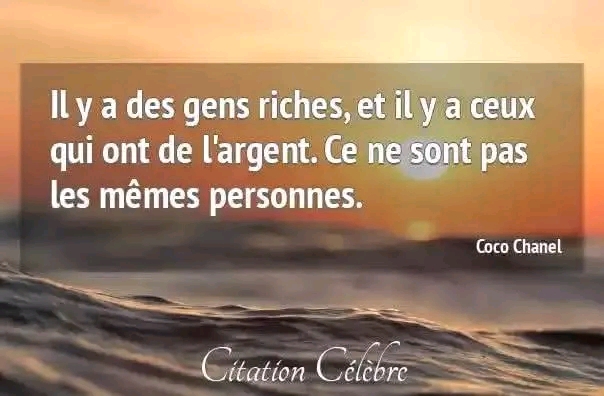 Il y a des gens riches, et il y a ceux
qui ont de l'argent. Ce ne sont pas
les mêmes personnes.
Coco Chanel
Citation Célèbre